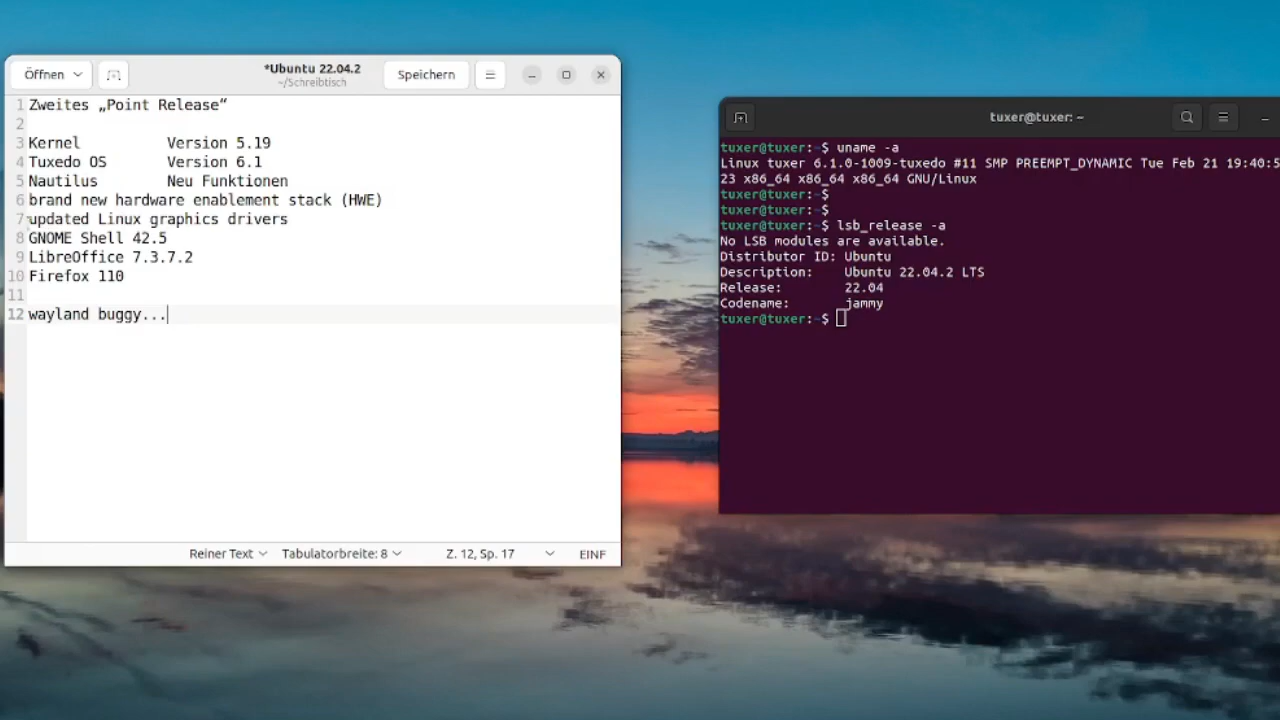 Öffnen
*Ubuntu 22.04.2
~/Schreibtisch
Speichern
1 Zweites „Point Release“
2
3 Kernel Version 5.19
4 Tuxedo OS Version 6.1
5 Nautilus Neu Funktionen
6 brand new hardware enablement stack (HWE)
7 updated Linux graphics drivers
8 GNOME Shell 42.5
9 LibreOffice 7.3.7.2
10 Firefox 110
11
12 wayland buggy...
Reiner Text Tabulatorbreite: 8 Z. 12, Sp. 17 EINF
tuxer@tuxer: ~
tuxer@tuxer:~$ uname -a
Linux tuxer 6.1.0-1009-tuxedo #11 SMP PREEMPT_DYNAMIC Tue Feb 21 19:40:5
23 x86_64 x86_64 x86_64 GNU/Linux
tuxer@tuxer:~$
tuxer@tuxer:~$
tuxer@tuxer:~$ lsb_release -a
No LSB modules are available.
Distributor ID: Ubuntu
Description: Ubuntu 22.04.2 LTS
Release: 22.04
Codename: jammy
tuxer@tuxer:~$